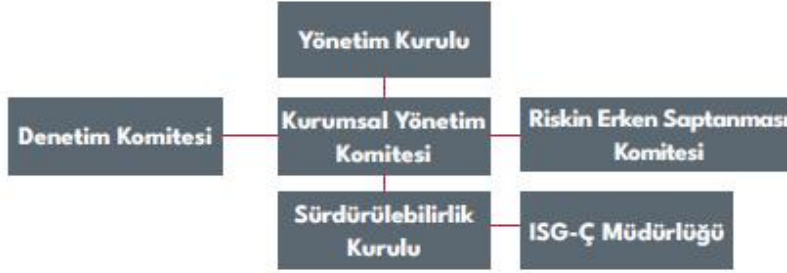 Yönetim Kurulu
Denetim Komitesi
Kurumsal Yönetim
Komitesi
Riskin Erken Saptanması
Komitesi
Sürdürülebilirlik
Kurulu
ISG-Ç Müdürlüğü